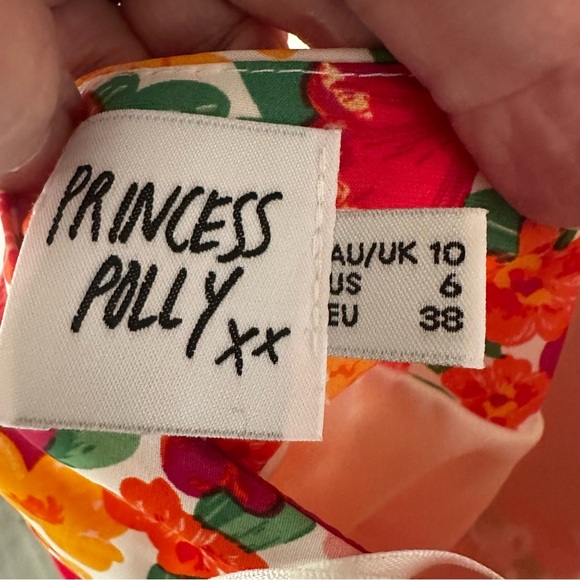 PRINCESS
POLLY
xx
AU/UK 10
US 6
EU 38